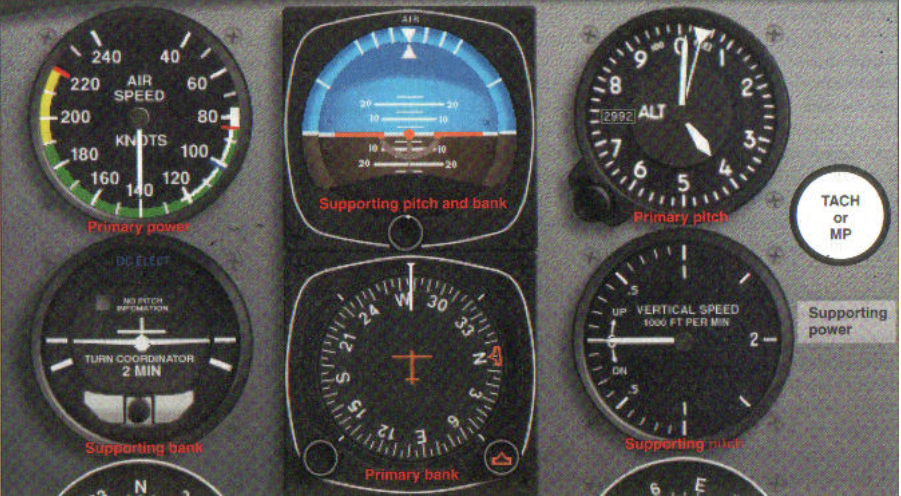 240
40
220
AIR
SPEED
60
200
80
KNOTS
180
100
160
140
120
Primary power
AIR
20 20
10 10
10 10
20 20
Supporting pitch and bank
0
9
1
8
2
2992
ALT
7
3
6
4
5
Primary pitch
TACH
or
MP
DC ELECT
NO PITCH
INFOMATION
TURN COORDINATOR
2 MIN
Supporting bank
W
24
30
21
33
S
N
15
3
12
6
E
Primary bank
.5
UP
VERTICAL SPEED
1000 FT PER MIN
2
DN
.5
Supporting pitch
Supporting
power
N
6
E